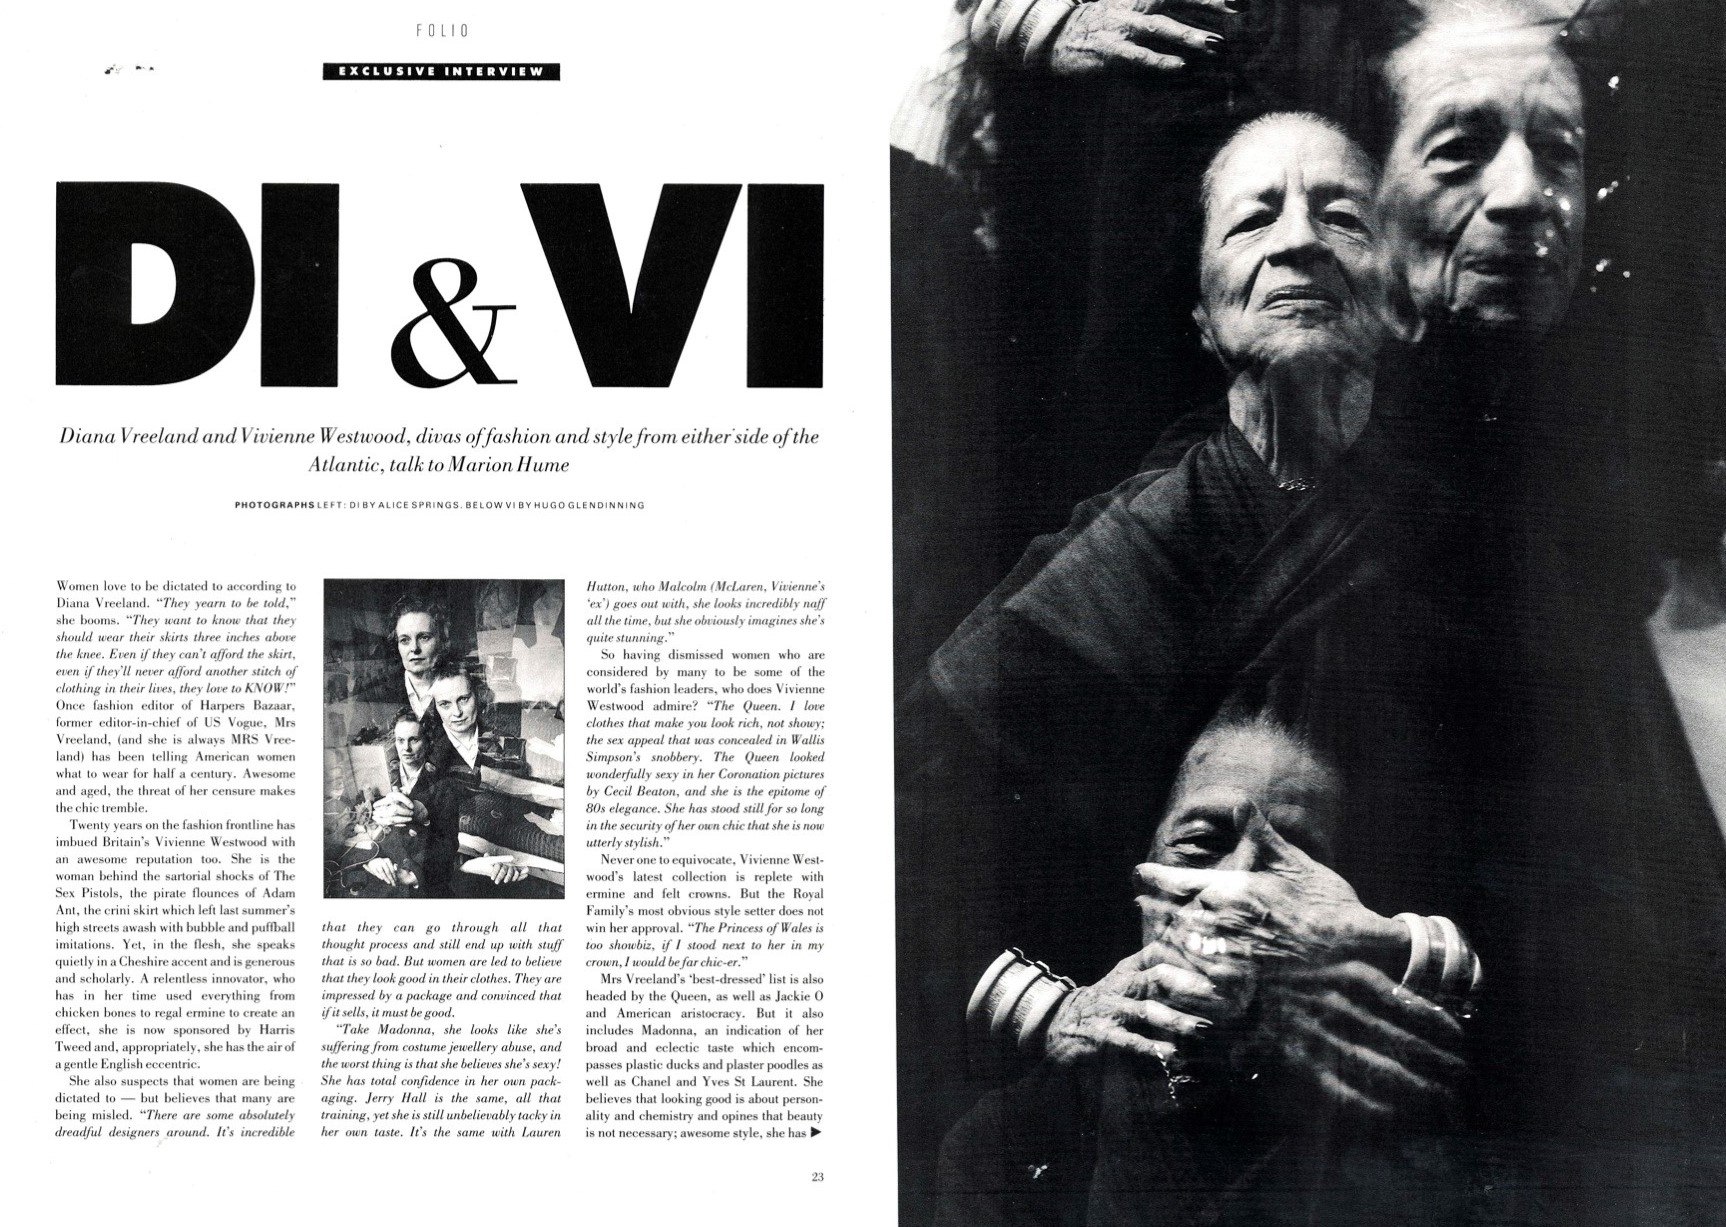 FOLIO
EXCLUSIVE INTERVIEW
DI & VI
Diana Vreeland and Vivienne Westwood, divas of fashion and style from either side of the
Atlantic, talk to Marion Hume
PHOTOGRAPHS LEFT: DI BY ALICE SPRINGS. BELOW VI BY HUGO GLENDINNING
Women love to be dictated to according to
Diana Vreeland. “They yearn to be told,”
she booms. “They want to know that they
should wear their skirts three inches above
the knee. Even if they can’t afford the skirt,
even if they’ll never afford another stitch of
clothing in their lives, they love to KNOW!”
Once fashion editor of Harpers Bazaar,
former editor-in-chief of US Vogue, Mrs
Vreeland, (and she is always MRS Vree-
land) has been telling American women
what to wear for half a century. Awesome
and aged, the threat of her censure makes
the chic tremble.
Twenty years on the fashion frontline has
imbued Britain’s Vivienne Westwood with
an awesome reputation too. She is the
woman behind the sartorial shocks of The
Sex Pistols, the pirate flounces of Adam
Ant, the crini skirt which left last summer’s
high streets awash with bubble and puffball
imitations. Yet, in the flesh, she speaks
quietly in a Cheshire accent and is generous
and scholarly. A relentless innovator, who
has in her time used everything from
chicken bones to regal ermine to create an
effect, she is now sponsored by Harris
Tweed and, appropriately, she has the air of
a gentle English eccentric.
She also suspects that women are being
dictated to — but believes that many are
being misled. “There are some absolutely
dreadful designers around. It’s incredible
that they can go through all that
thought process and still end up with stuff
that is so bad. But women are led to believe
that they look good in their clothes. They are
impressed by a package and convinced that
if it sells, it must be good.
“Take Madonna, she looks like she’s
suffering from costume jewellery abuse, and
the worst thing is that she believes she’s sexy!
She has total confidence in her own pack-
aging. Jerry Hall is the same, all that
training, yet she is still unbelievably tacky in
her own taste. It’s the same with Lauren
Hutton, who Malcolm (McLaren, Vivienne’s
‘ex’) goes out with, she looks incredibly naff
all the time, but she obviously imagines she’s
quite stunning.”
So having dismissed women who are
considered by many to be some of the
world’s fashion leaders, who does Vivienne
Westwood admire? “The Queen. I love
clothes that make you look rich, not showy;
the sex appeal that was concealed in Wallis
Simpson’s snobbery. The Queen looked
wonderfully sexy in her Coronation pictures
by Cecil Beaton, and she is the epitome of
80s elegance. She has stood still for so long
in the security of her own chic that she is now
utterly stylish.”
Never one to equivocate, Vivienne West-
wood’s latest collection is replete with
ermine and felt crowns. But the Royal
Family’s most obvious style setter does not
win her approval. “The Princess of Wales is
too showbiz, if I stood next to her in my
crown, I would be far chic-er.”
Mrs Vreeland’s ‘best-dressed’ list is also
headed by the Queen, as well as Jackie O
and American aristocracy. But it also
includes Madonna, an indication of her
broad and eclectic taste which encom-
passes plastic ducks and plaster poodles as
well as Chanel and Yves St Laurent. She
believes that looking good is about person-
ality and chemistry and opines that beauty
is not necessary; awesome style, she has ▶
23